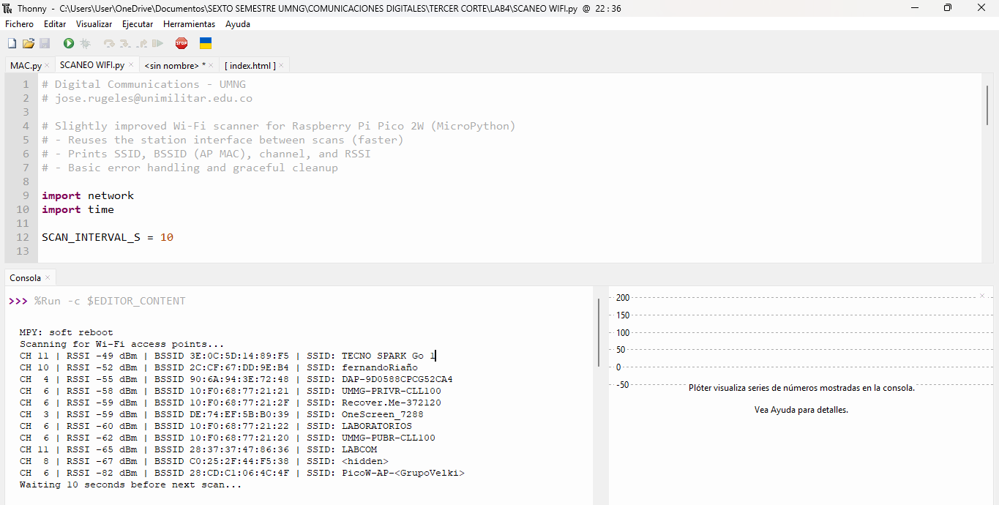 Thonny - C:\Users\User\OneDrive\Documentos\SEXTO SEMESTRE UMNG\COMUNICACIONES DIGITALES\TERCER CORTE\LAB4\SCANEO WIFI.py @ 22 : 36
Fichero Editar Visualizar Ejecutar Herramientas Ayuda
STOP
MAC.py × SCANEO WIFI.py × <sin nombre> * × [ index.html ] ×
1 # Digital Communications - UMNG
2 # jose.rugeles@unimilitar.edu.co
3
4 # Slightly improved Wi-Fi scanner for Raspberry Pi Pico 2W (MicroPython)
5 # - Reuses the station interface between scans (faster)
6 # - Prints SSID, BSSID (AP MAC), channel, and RSSI
7 # - Basic error handling and graceful cleanup
8
9 import network
10 import time
11
12 SCAN_INTERVAL_S = 10
13
Consola ×
>>> %Run -c $EDITOR_CONTENT
MPY: soft reboot
Scanning for Wi-Fi access points...
CH 11 | RSSI -49 dBm | BSSID 3E:0C:5D:14:89:F5 | SSID: TECNO SPARK Go 1
CH 10 | RSSI -52 dBm | BSSID 2C:CF:67:DD:9E:B4 | SSID: fernandoRiaño
CH  4 | RSSI -55 dBm | BSSID 90:6A:94:3E:72:48 | SSID: DAP-9D0588CPCG52CA4
CH  6 | RSSI -58 dBm | BSSID 10:F0:68:77:21:21 | SSID: UMMG-PRIVR-CLL100
CH  6 | RSSI -59 dBm | BSSID 10:F0:68:77:21:2F | SSID: Recover.Me-372120
CH  3 | RSSI -59 dBm | BSSID DE:74:EF:5B:B0:39 | SSID: OneScreen_7288
CH  6 | RSSI -60 dBm | BSSID 10:F0:68:77:21:22 | SSID: LABORATORIOS
CH  6 | RSSI -62 dBm | BSSID 10:F0:68:77:21:20 | SSID: UMMG-PUBR-CLL100
CH 11 | RSSI -65 dBm | BSSID 28:37:37:47:86:36 | SSID: LABCOM
CH  8 | RSSI -67 dBm | BSSID C0:25:2F:44:F5:38 | SSID: <hidden>
CH  6 | RSSI -82 dBm | BSSID 28:CD:C1:06:4C:4F | SSID: PicoW-AP-<GrupoVelki>
Waiting 10 seconds before next scan...
200
150
100
50
0
-50
Plóter visualiza series de números mostradas en la consola.
Vea Ayuda para detalles.